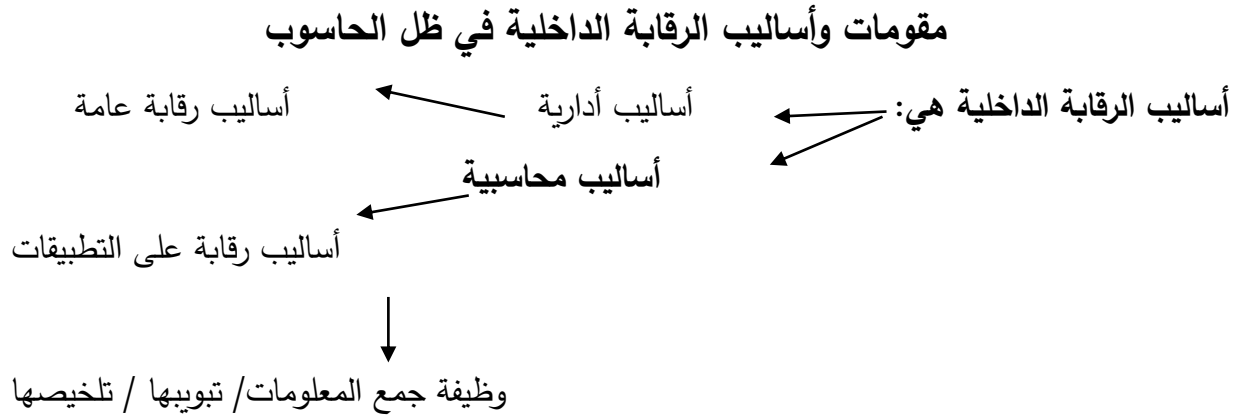 مقومات وأساليب الرقابة الداخلية في ظل الحاسوب
أساليب الرقابة الداخلية هي: أساليب أدارية أساليب رقابة عامة
أساليب محاسبية
أساليب رقابة على التطبيقات
وظيفة جمع المعلومات/ تبويبها / تلخيصها